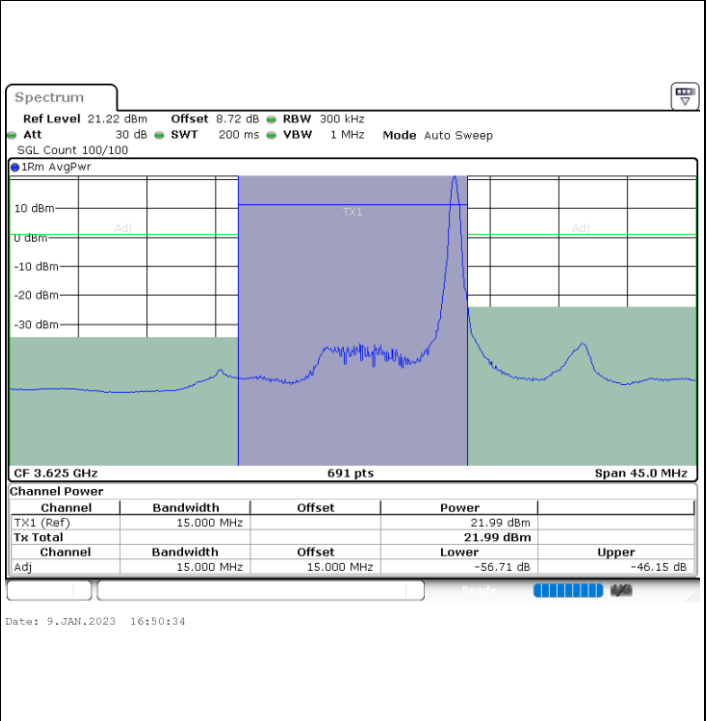 Spectrum
Ref Level 21.22 dBm Offset 8.72 dB RBW 300 kHz
Att 30 dB SWT 200 ms VBW 1 MHz Mode Auto Sweep
SGL Count 100/100
1Rm AvgPwr
10 dBm
TX1
Adj
Adj
0 dBm
-10 dBm
-20 dBm
-30 dBm
CF 3.625 GHz 691 pts Span 45.0 MHz
Channel Power
Channel Bandwidth Offset Power
TX1 (Ref) 15.000 MHz 21.99 dBm
Tx Total 21.99 dBm
Channel Bandwidth Offset Lower Upper
Adj 15.000 MHz 15.000 MHz -56.71 dB -46.15 dB
Ready
Date: 9.JAN.2023 16:50:34